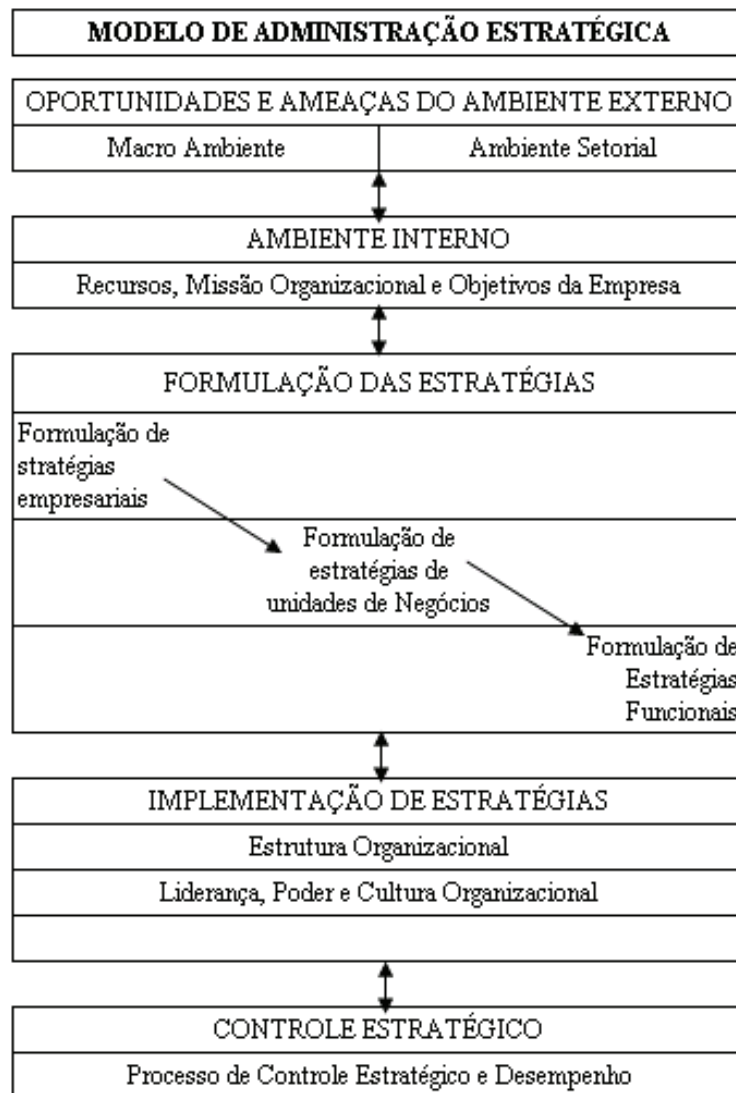 MODELO DE ADMINISTRAÇÃO ESTRATÉGICA
OPORTUNIDADES E AMEAÇAS DO AMBIENTE EXTERNO
Macro Ambiente
Ambiente Setorial
AMBIENTE INTERNO
Recursos, Missão Organizacional e Objetivos da Empresa
FORMULAÇÃO DAS ESTRATÉGIAS
Formulação de
stratégias
empresariais
Formulação de
estratégias de
unidades de Negócios
Formulação de
Estratégias
Funcionais
IMPLEMENTAÇÃO DE ESTRATÉGIAS
Estrutura Organizacional
Liderança, Poder e Cultura Organizacional
CONTROLE ESTRATÉGICO
Processo de Controle Estratégico e Desempenho